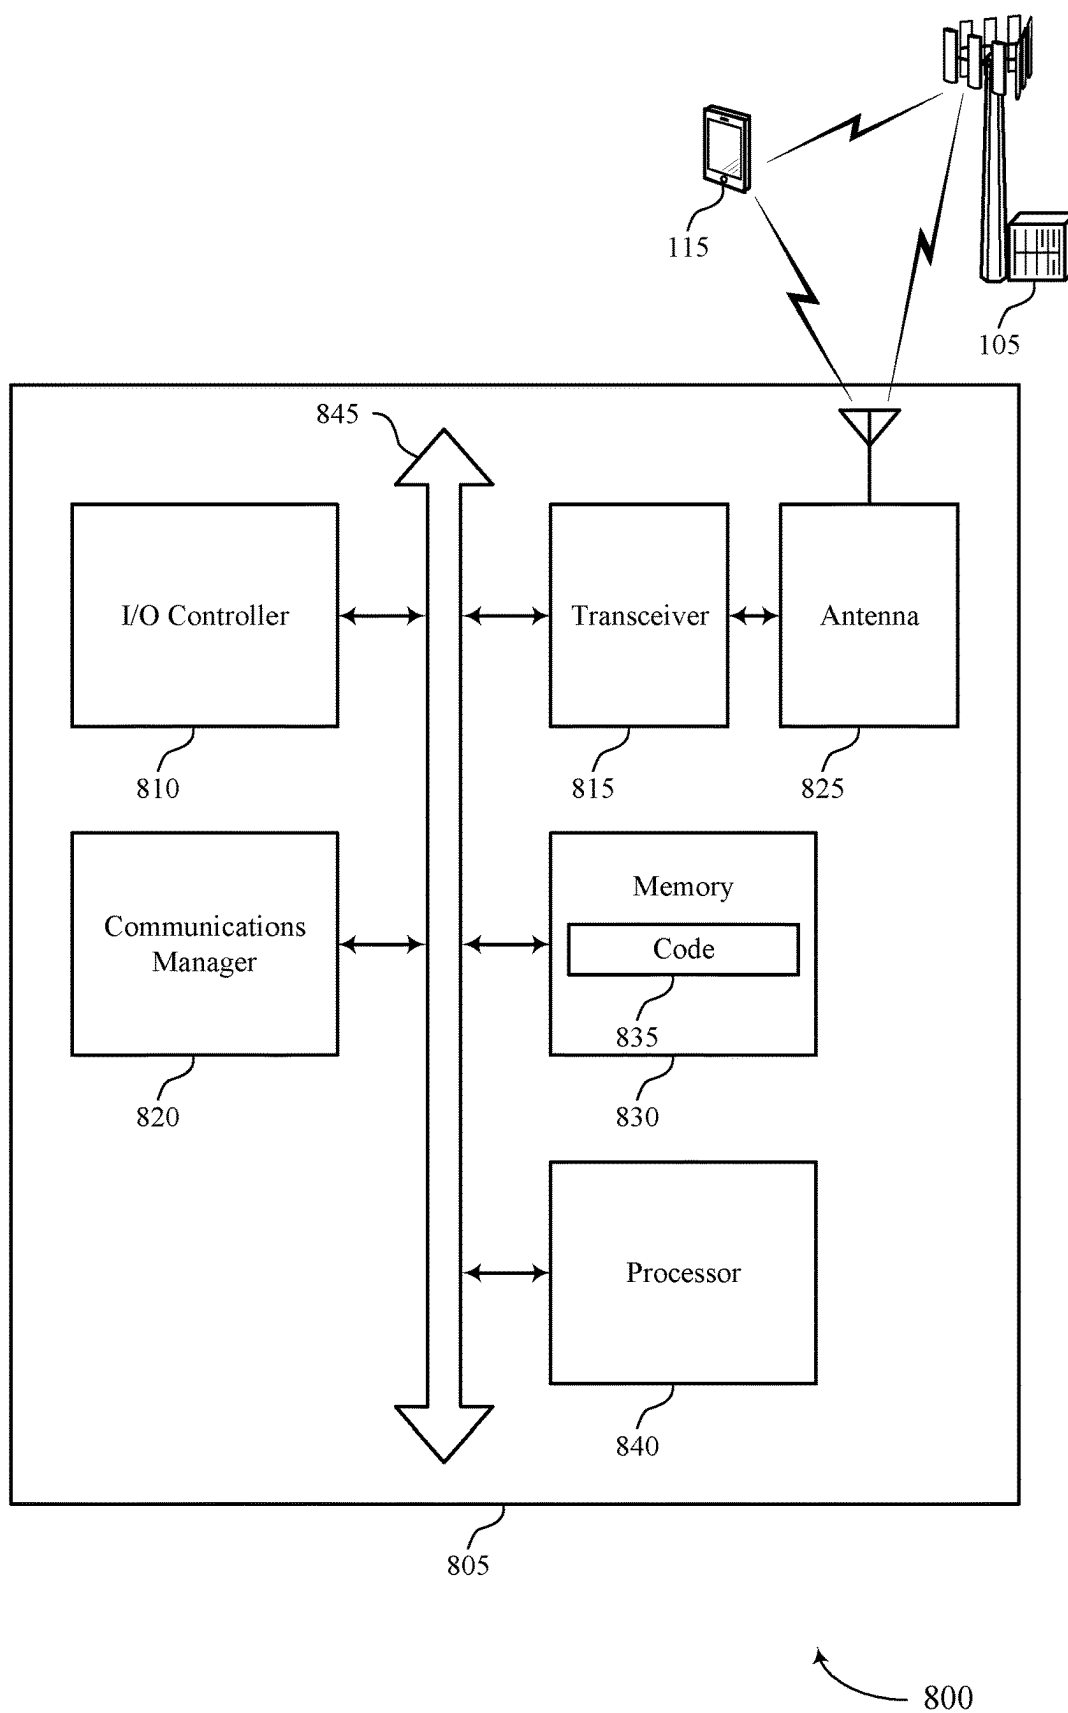 115
105
845
I/O Controller
Transceiver
Antenna
810
815
825
Communications
Manager
Memory
Code
835
820
830
Processor
840
805
800